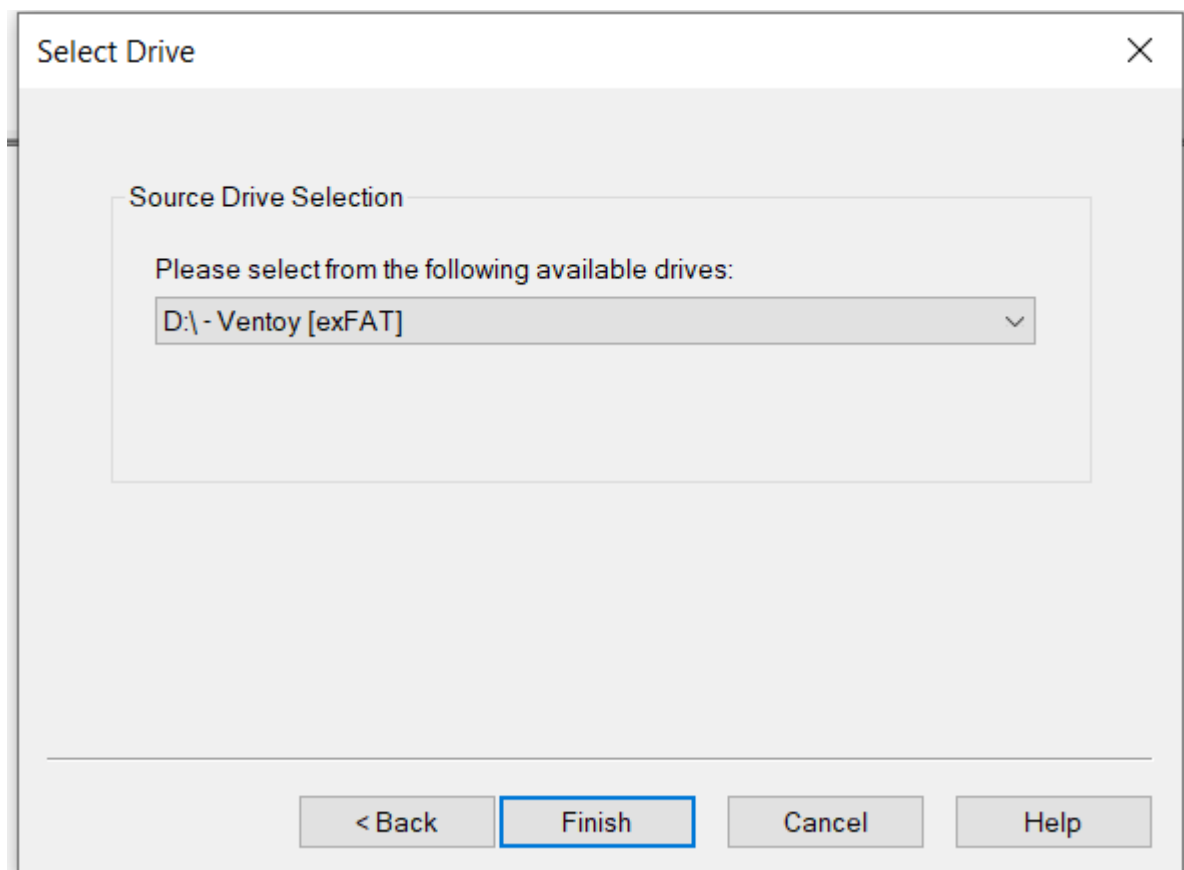 Select Drive
Source Drive Selection
Please select from the following available drives:
D:\ - Ventoy [exFAT]
< Back
Finish
Cancel
Help